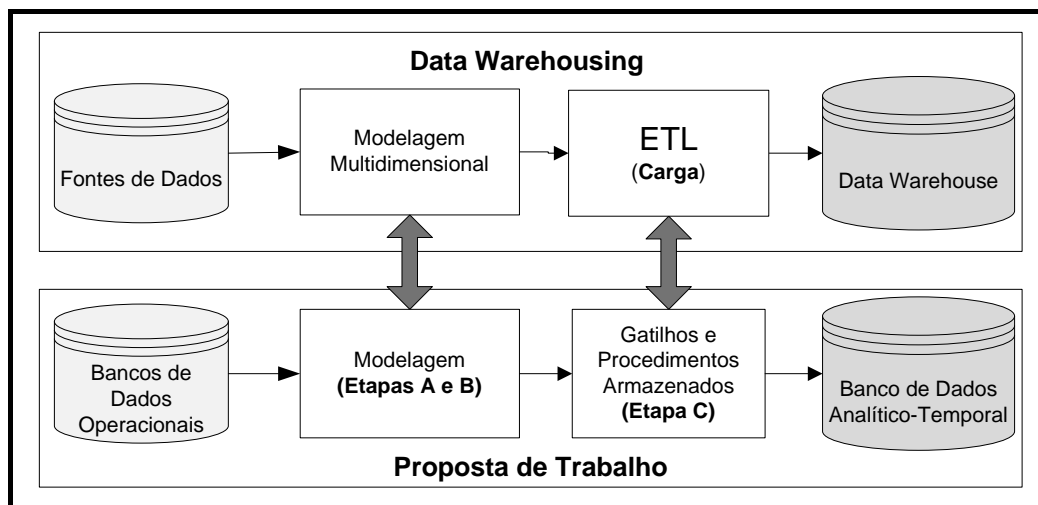 Data Warehousing
Fontes de Dados
Modelagem
Multidimensional
ETL
(Carga)
Data Warehouse
Bancos de
Dados
Operacionais
Modelagem
(Etapas A e B)
Gatilhos e
Procedimentos
Armazenados
(Etapa C)
Banco de Dados
Analítico-Temporal
Proposta de Trabalho